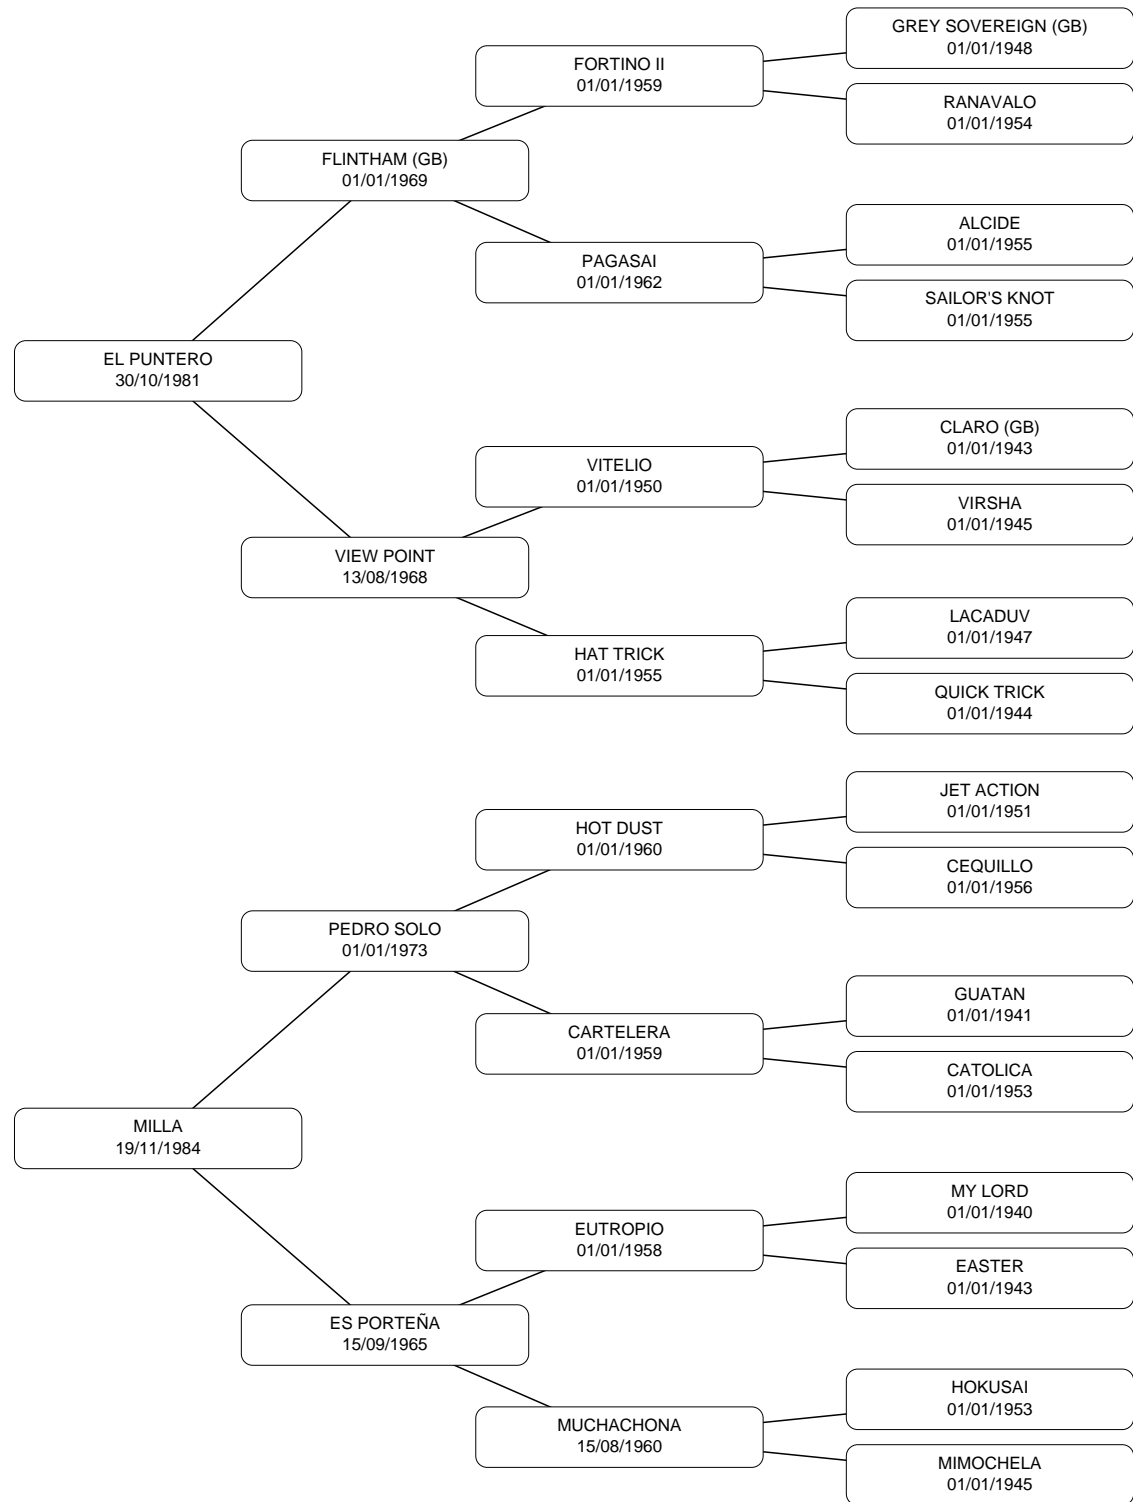 GREY SOVEREIGN (GB)
01/01/1948
FORTINO II
01/01/1959
RANAVALO
01/01/1954
FLINTHAM (GB)
01/01/1969
ALCIDE
01/01/1955
PAGASAI
01/01/1962
SAILOR'S KNOT
01/01/1955
EL PUNTERO
30/10/1981
CLARO (GB)
01/01/1943
VITELIO
01/01/1950
VIRSHA
01/01/1945
VIEW POINT
13/08/1968
LACADUV
01/01/1947
HAT TRICK
01/01/1955
QUICK TRICK
01/01/1944
JET ACTION
01/01/1951
HOT DUST
01/01/1960
CEQUILLO
01/01/1956
PEDRO SOLO
01/01/1973
GUATAN
01/01/1941
CARTELERA
01/01/1959
CATOLICA
01/01/1953
MILLA
19/11/1984
MY LORD
01/01/1940
EUTROPIO
01/01/1958
EASTER
01/01/1943
ES PORTEÑA
15/09/1965
HOKUSAI
01/01/1953
MUCHACHONA
15/08/1960
MIMOCHELA
01/01/1945